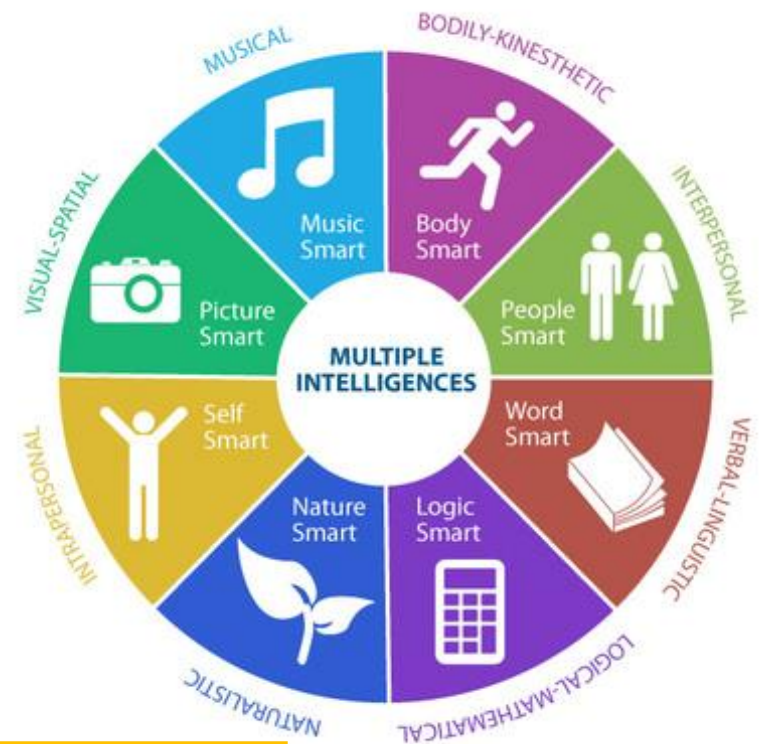 MUSICAL
BODILY-KINESTHETIC
INTERPERSONAL
VERBAL-LINGUISTIC
LOGICAL-MATHEMATICAL
NATURALISTIC
INTRAPERSONAL
VISUAL-SPATIAL
Music
Smart
Body
Smart
People
Smart
Word
Smart
Logic
Smart
Nature
Smart
Self
Smart
Picture
Smart
MULTIPLE
INTELLIGENCES